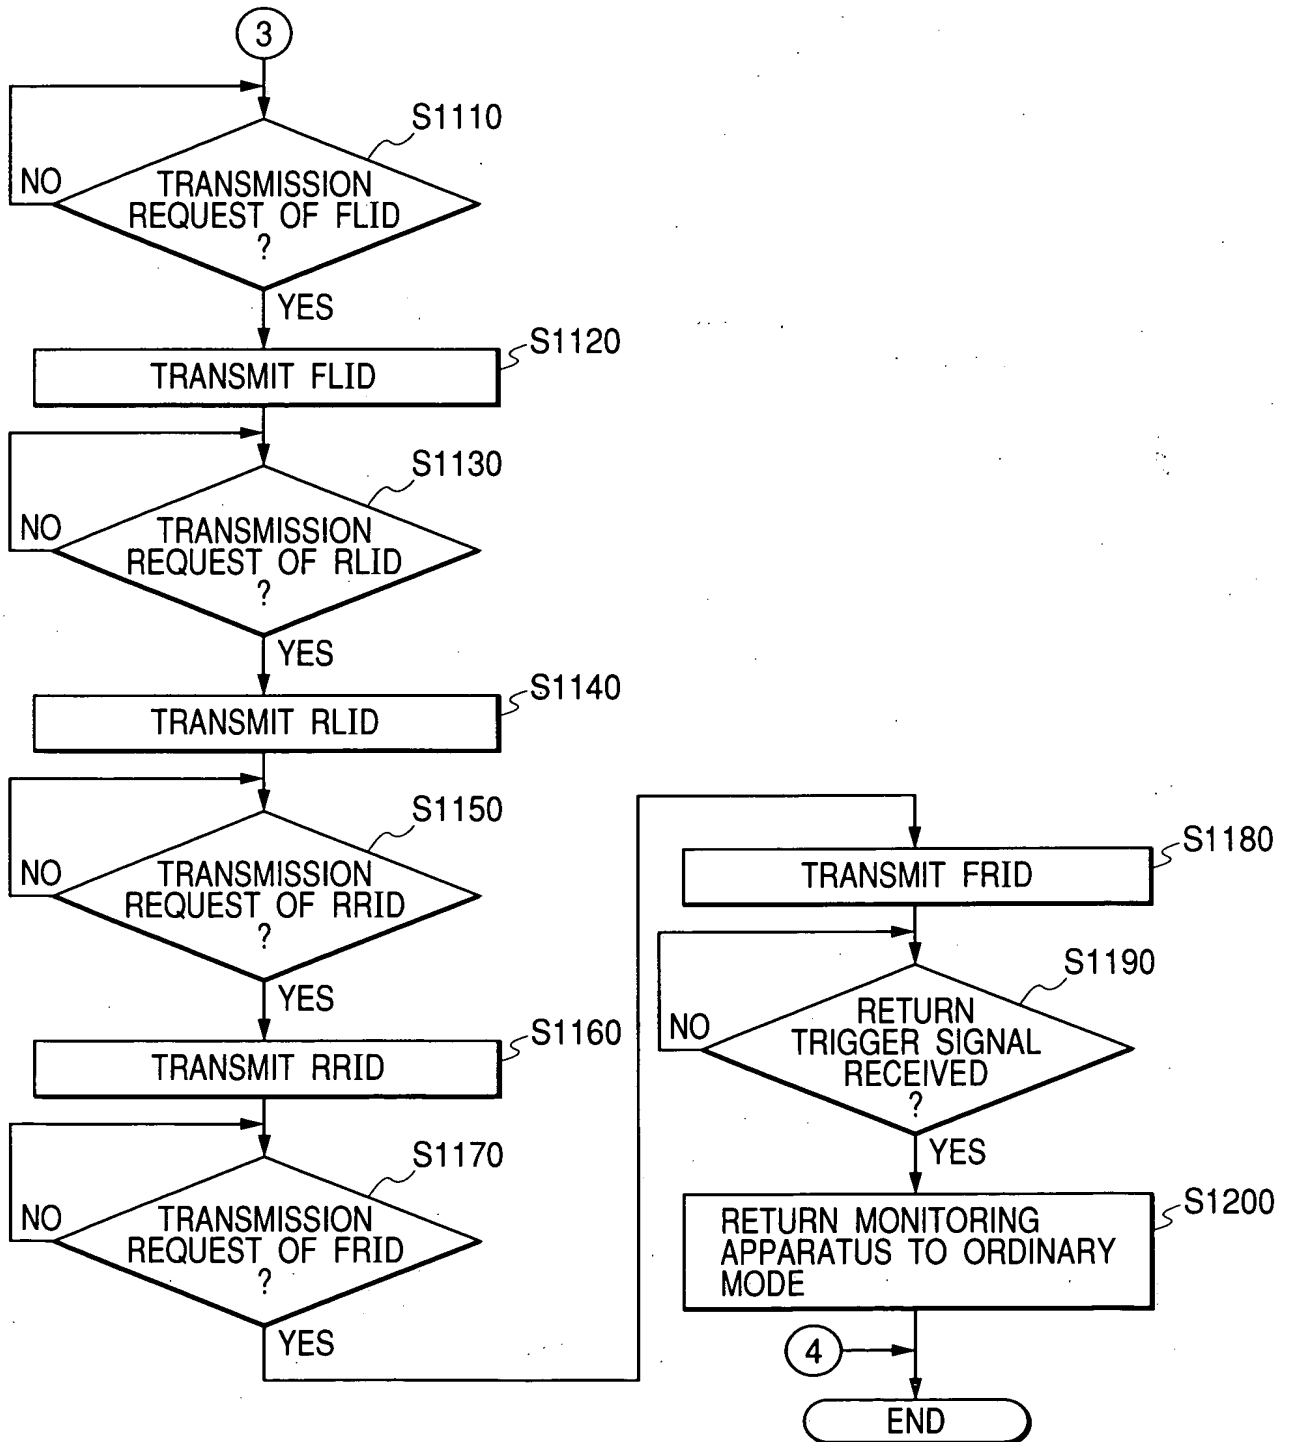 3
S1110
NO
TRANSMISSION
REQUEST OF FLID
?
YES
S1120
TRANSMIT FLID
S1130
NO
TRANSMISSION
REQUEST OF RLID
?
YES
S1140
TRANSMIT RLID
S1150
NO
TRANSMISSION
REQUEST OF RRID
?
YES
S1160
TRANSMIT RRID
S1170
NO
TRANSMISSION
REQUEST OF FRID
?
YES
S1180
TRANSMIT FRID
S1190
NO
RETURN
TRIGGER SIGNAL
RECEIVED
?
YES
S1200
RETURN MONITORING
APPARATUS TO ORDINARY
MODE
4
END